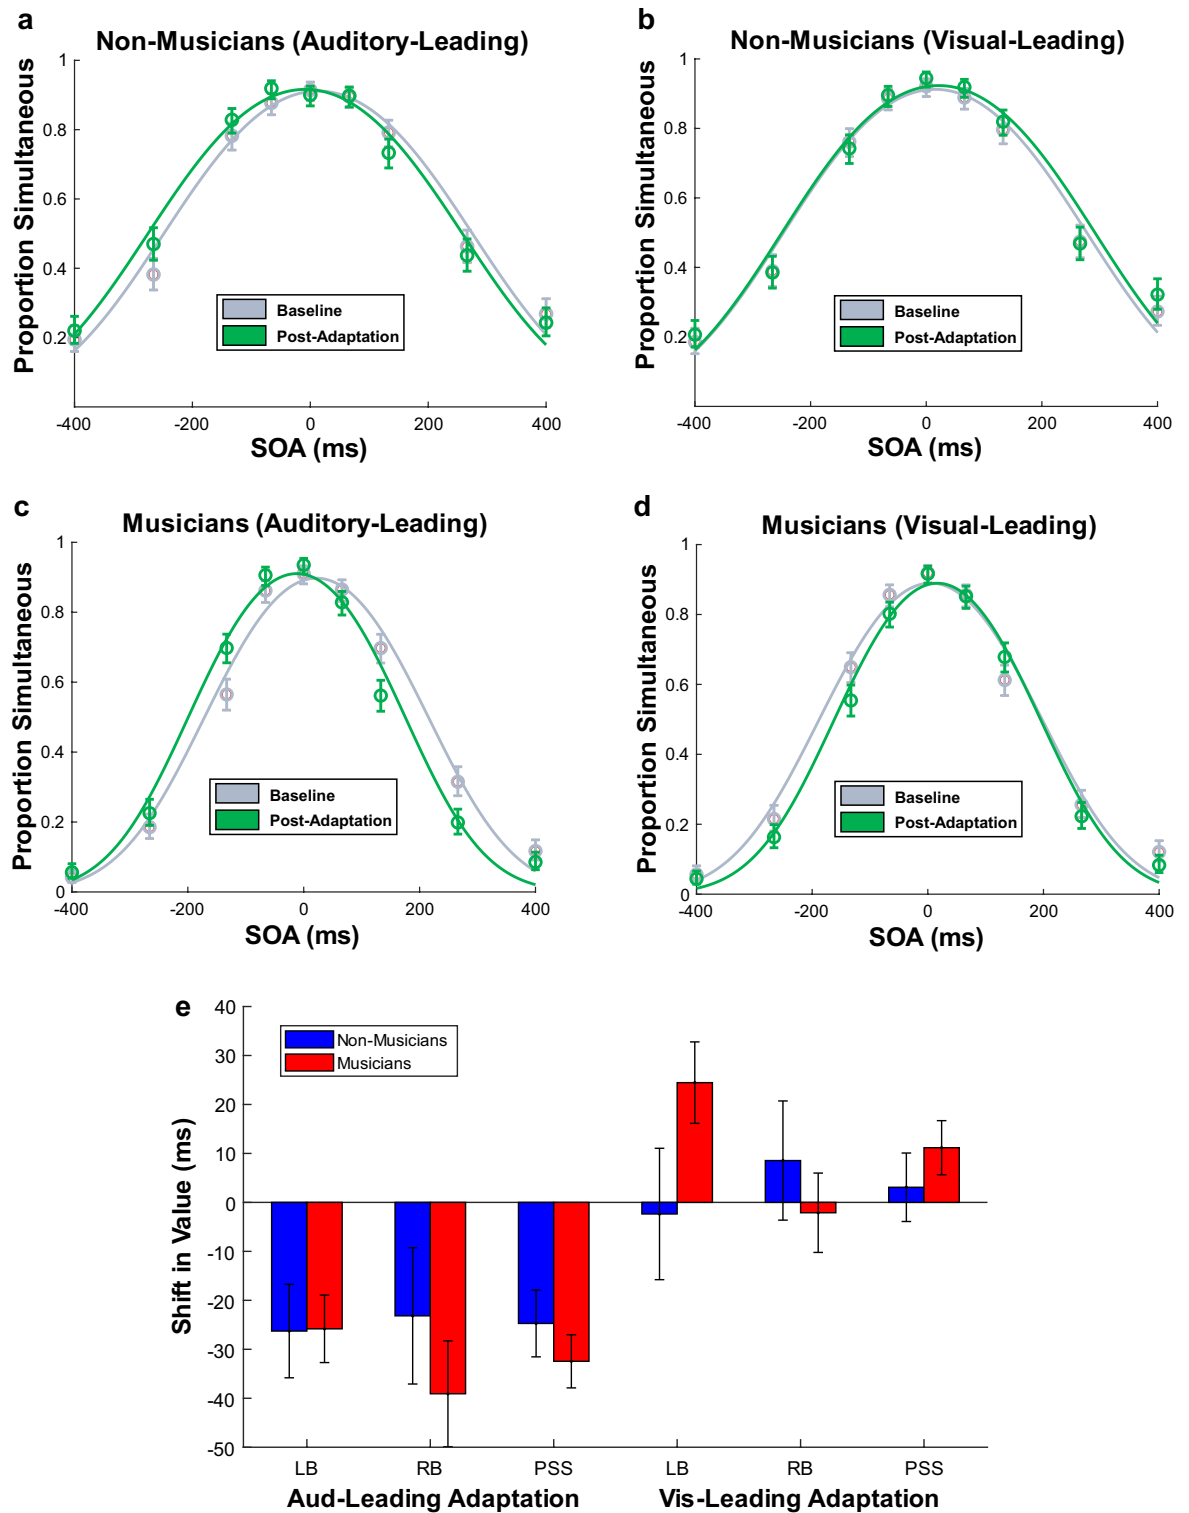 a
Non-Musicians (Auditory-Leading)
Proportion Simultaneous
1
0.8
0.6
0.4
0.2
Baseline
Post-Adaptation
-400 -200 0 200 400
SOA (ms)
b
Non-Musicians (Visual-Leading)
Proportion Simultaneous
1
0.8
0.6
0.4
0.2
Baseline
Post-Adaptation
-400 -200 0 200 400
SOA (ms)
c
Musicians (Auditory-Leading)
Proportion Simultaneous
1
0.8
0.6
0.4
0.2
0
Baseline
Post-Adaptation
-400 -200 0 200 400
SOA (ms)
d
Musicians (Visual-Leading)
Proportion Simultaneous
1
0.8
0.6
0.4
0.2
0
Baseline
Post-Adaptation
-400 -200 0 200 400
SOA (ms)
e
Shift in Value (ms)
40
30
20
10
0
-10
-20
-30
-40
-50
Non-Musicians
Musicians
LB RB PSS LB RB PSS
Aud-Leading Adaptation Vis-Leading Adaptation